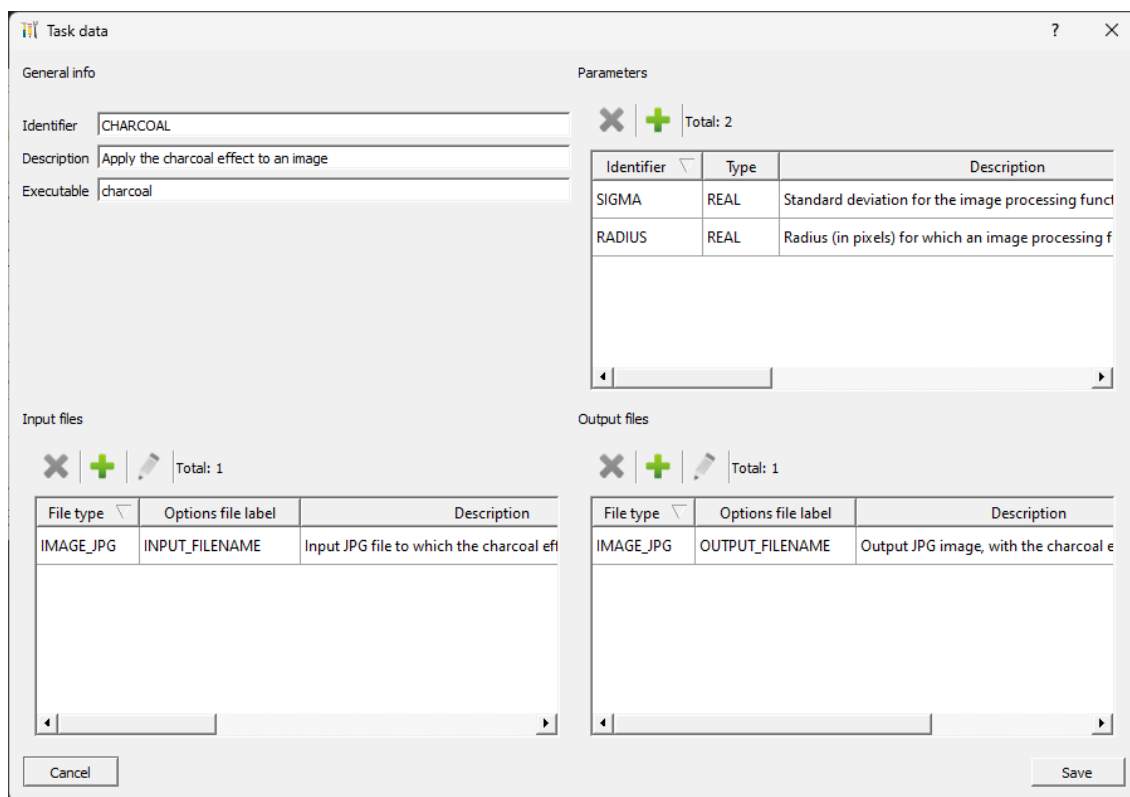 Task data
?
General info
Identifier CHARCOAL
Description Apply the charcoal effect to an image
Executable charcoal
Parameters
Total: 2
Identifier Type Description
SIGMA REAL Standard deviation for the image processing funct
RADIUS REAL Radius (in pixels) for which an image processing f
Input files
Total: 1
File type Options file label Description
IMAGE_JPG INPUT_FILENAME Input JPG file to which the charcoal eff
Output files
Total: 1
File type Options file label Description
IMAGE_JPG OUTPUT_FILENAME Output JPG image, with the charcoal e
Cancel
Save